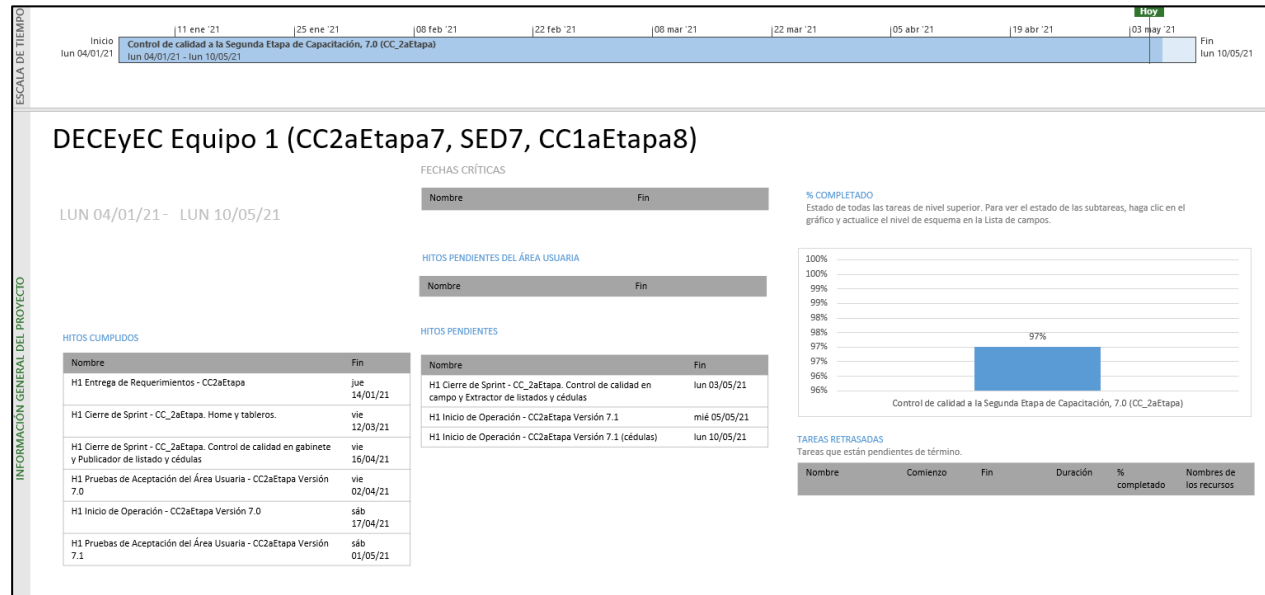 ESCALA DE TIEMPO
Hoy
11 ene '21
25 ene '21
08 feb '21
22 feb '21
08 mar '21
22 mar '21
05 abr '21
19 abr '21
03 may '21
Inicio
lun 04/01/21
Control de calidad a la Segunda Etapa de Capacitación, 7.0 (CC_2aEtapa)
lun 04/01/21 - lun 10/05/21
Fin
lun 10/05/21
INFORMACIÓN GENERAL DEL PROYECTO
DECEyEC Equipo 1 (CC2aEtapa7, SED7, CC1aEtapa8)
LUN 04/01/21 - LUN 10/05/21
HITOS CUMPLIDOS
Nombre Fin
H1 Entrega de Requerimientos - CC2aEtapa jue
14/01/21
H1 Cierre de Sprint - CC_2aEtapa. Home y tableros. vie
12/03/21
H1 Cierre de Sprint - CC_2aEtapa. Control de calidad en gabinete vie
y Publicador de listado y cédulas 16/04/21
H1 Pruebas de Aceptación del Área Usuaria - CC2aEtapa Versión vie
7.0 02/04/21
H1 Inicio de Operación - CC2aEtapa Versión 7.0 sáb
17/04/21
H1 Pruebas de Aceptación del Área Usuaria - CC2aEtapa Versión sáb
7.1 01/05/21
FECHAS CRÍTICAS
Nombre Fin
HITOS PENDIENTES DEL ÁREA USUARIA
Nombre Fin
HITOS PENDIENTES
Nombre Fin
H1 Cierre de Sprint - CC_2aEtapa. Control de calidad en lun 03/05/21
campo y Extractor de listados y cédulas
H1 Inicio de Operación - CC2aEtapa Versión 7.1 mié 05/05/21
H1 Inicio de Operación - CC2aEtapa Versión 7.1 (cédulas) lun 10/05/21
% COMPLETADO
Estado de todas las tareas de nivel superior. Para ver el estado de las subtareas, haga clic en el
gráfico y actualice el nivel de esquema en la Lista de campos.
100%
100%
99%
99%
98%
98%
97%
97%
96%
96%
97%
Control de calidad a la Segunda Etapa de Capacitación, 7.0 (CC_2aEtapa)
TAREAS RETRASADAS
Tareas que están pendientes de término.
Nombre Comienzo Fin Duración % Nombres de
completado los recursos